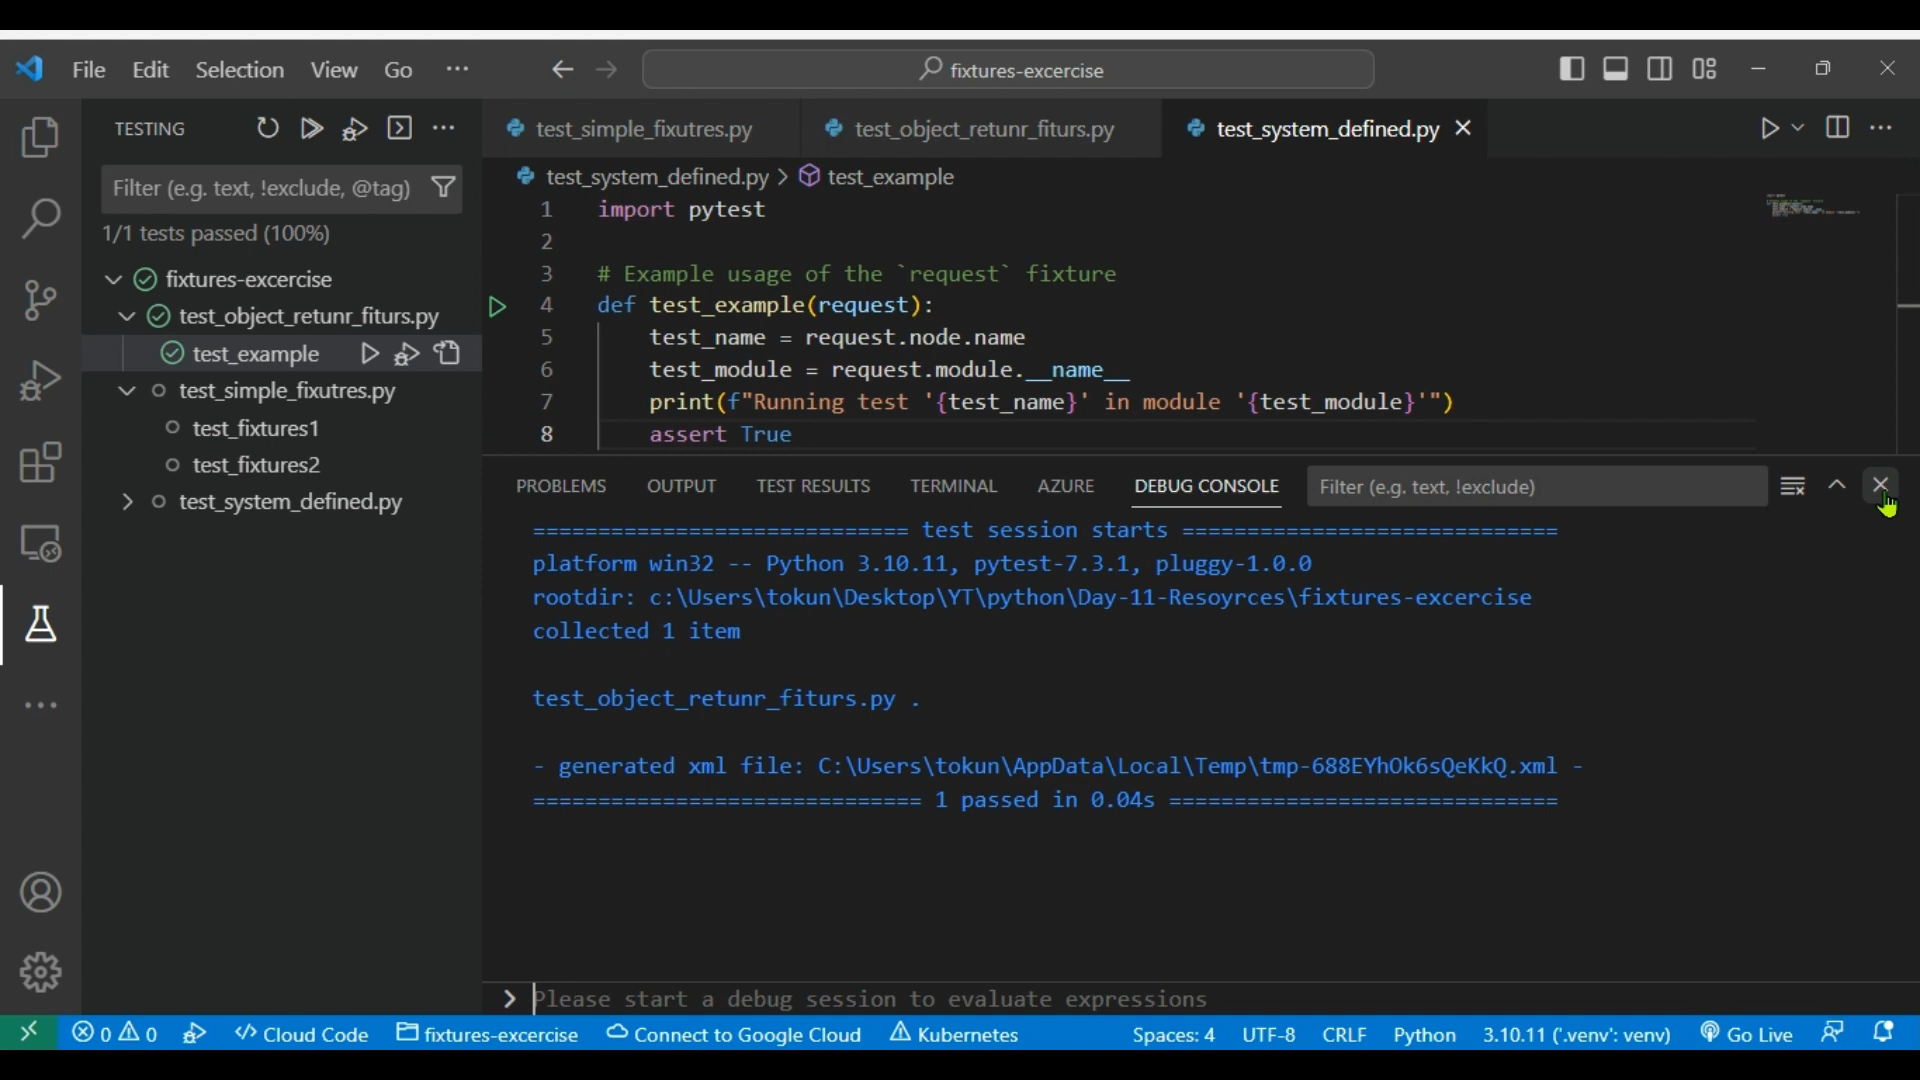 File Edit Selection View Go ···
fixtures-excercise
TESTING
Filter (e.g. text, !exclude, @tag)
1/1 tests passed (100%)
fixtures-excercise
test_object_retunr_fiturs.py
test_example
test_simple_fixutres.py
test_fixtures1
test_fixtures2
test_system_defined.py
test_simple_fixutres.py test_object_retunr_fiturs.py test_system_defined.py
test_system_defined.py > test_example
1 import pytest
2
3 # Example usage of the `request` fixture
4 def test_example(request):
5     test_name = request.node.name
6     test_module = request.module.__name__
7     print(f"Running test '{test_name}' in module '{test_module}'")
8     assert True
PROBLEMS OUTPUT TEST RESULTS TERMINAL AZURE DEBUG CONSOLE Filter (e.g. text, !exclude)
============================= test session starts =============================
platform win32 -- Python 3.10.11, pytest-7.3.1, pluggy-1.0.0
rootdir: c:\Users\tokun\Desktop\YT\python\Day-11-Resoyrces\fixtures-excercise
collected 1 item
test_object_retunr_fiturs.py .
- generated xml file: C:\Users\tokun\AppData\Local\Temp\tmp-688EYhOk6sQeKkQ.xml -
============================== 1 passed in 0.04s ==============================
Please start a debug session to evaluate expressions
0 0 Cloud Code fixtures-excercise Connect to Google Cloud Kubernetes Spaces: 4 UTF-8 CRLF Python 3.10.11 ('.venv': venv) Go Live